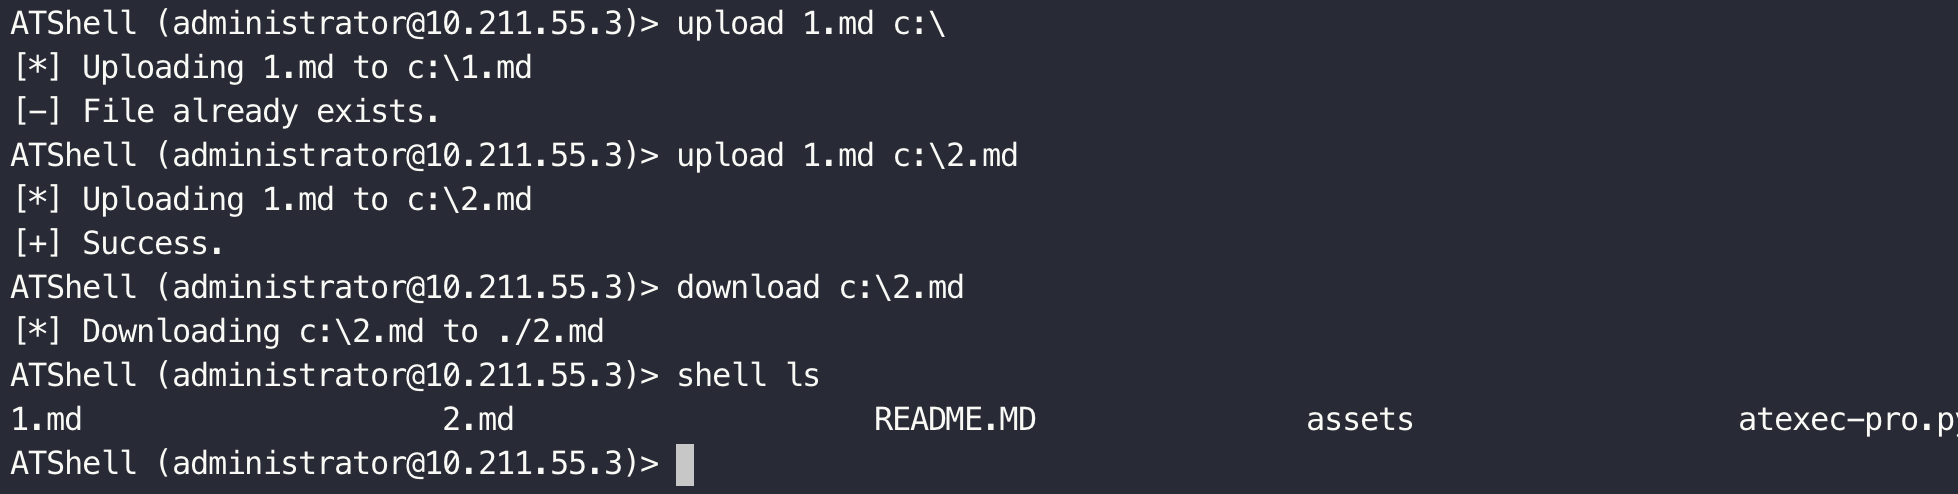 ATShell (administrator@10.211.55.3)> upload 1.md c:\
[*] Uploading 1.md to c:\1.md
[-] File already exists.
ATShell (administrator@10.211.55.3)> upload 1.md c:\2.md
[*] Uploading 1.md to c:\2.md
[+] Success.
ATShell (administrator@10.211.55.3)> download c:\2.md
[*] Downloading c:\2.md to ./2.md
ATShell (administrator@10.211.55.3)> shell ls
1.md 2.md README.MD assets atexec-pro.py
ATShell (administrator@10.211.55.3)>